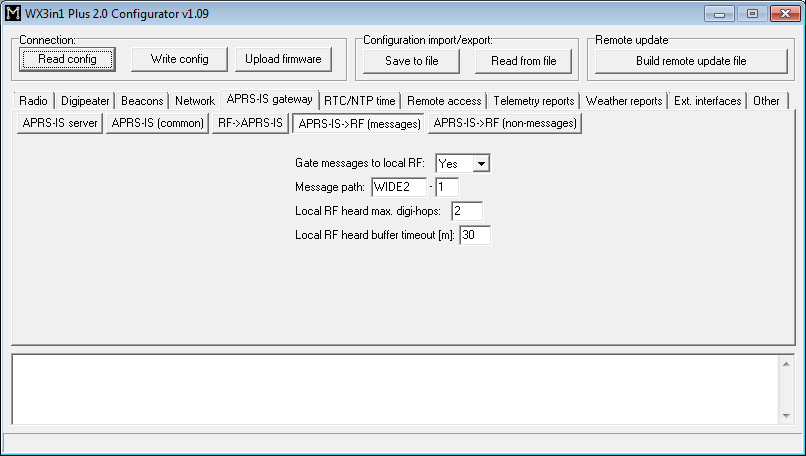 M WX3in1 Plus 2.0 Configurator v1.09
Connection: Configuration import/export: Remote update
Read config Write config Upload firmware Save to file Read from file Build remote update file
Radio Digipeater Beacons Network APRS-IS gateway RTC/NTP time Remote access Telemetry reports Weather reports Ext. interfaces Other
APRS-IS server APRS-IS (common) RF->APRS-IS APRS-IS->RF (messages) APRS-IS->RF (non-messages)
Gate messages to local RF: Yes
Message path: WIDE2 - 1
Local RF heard max. digi-hops: 2
Local RF heard buffer timeout [m]: 30